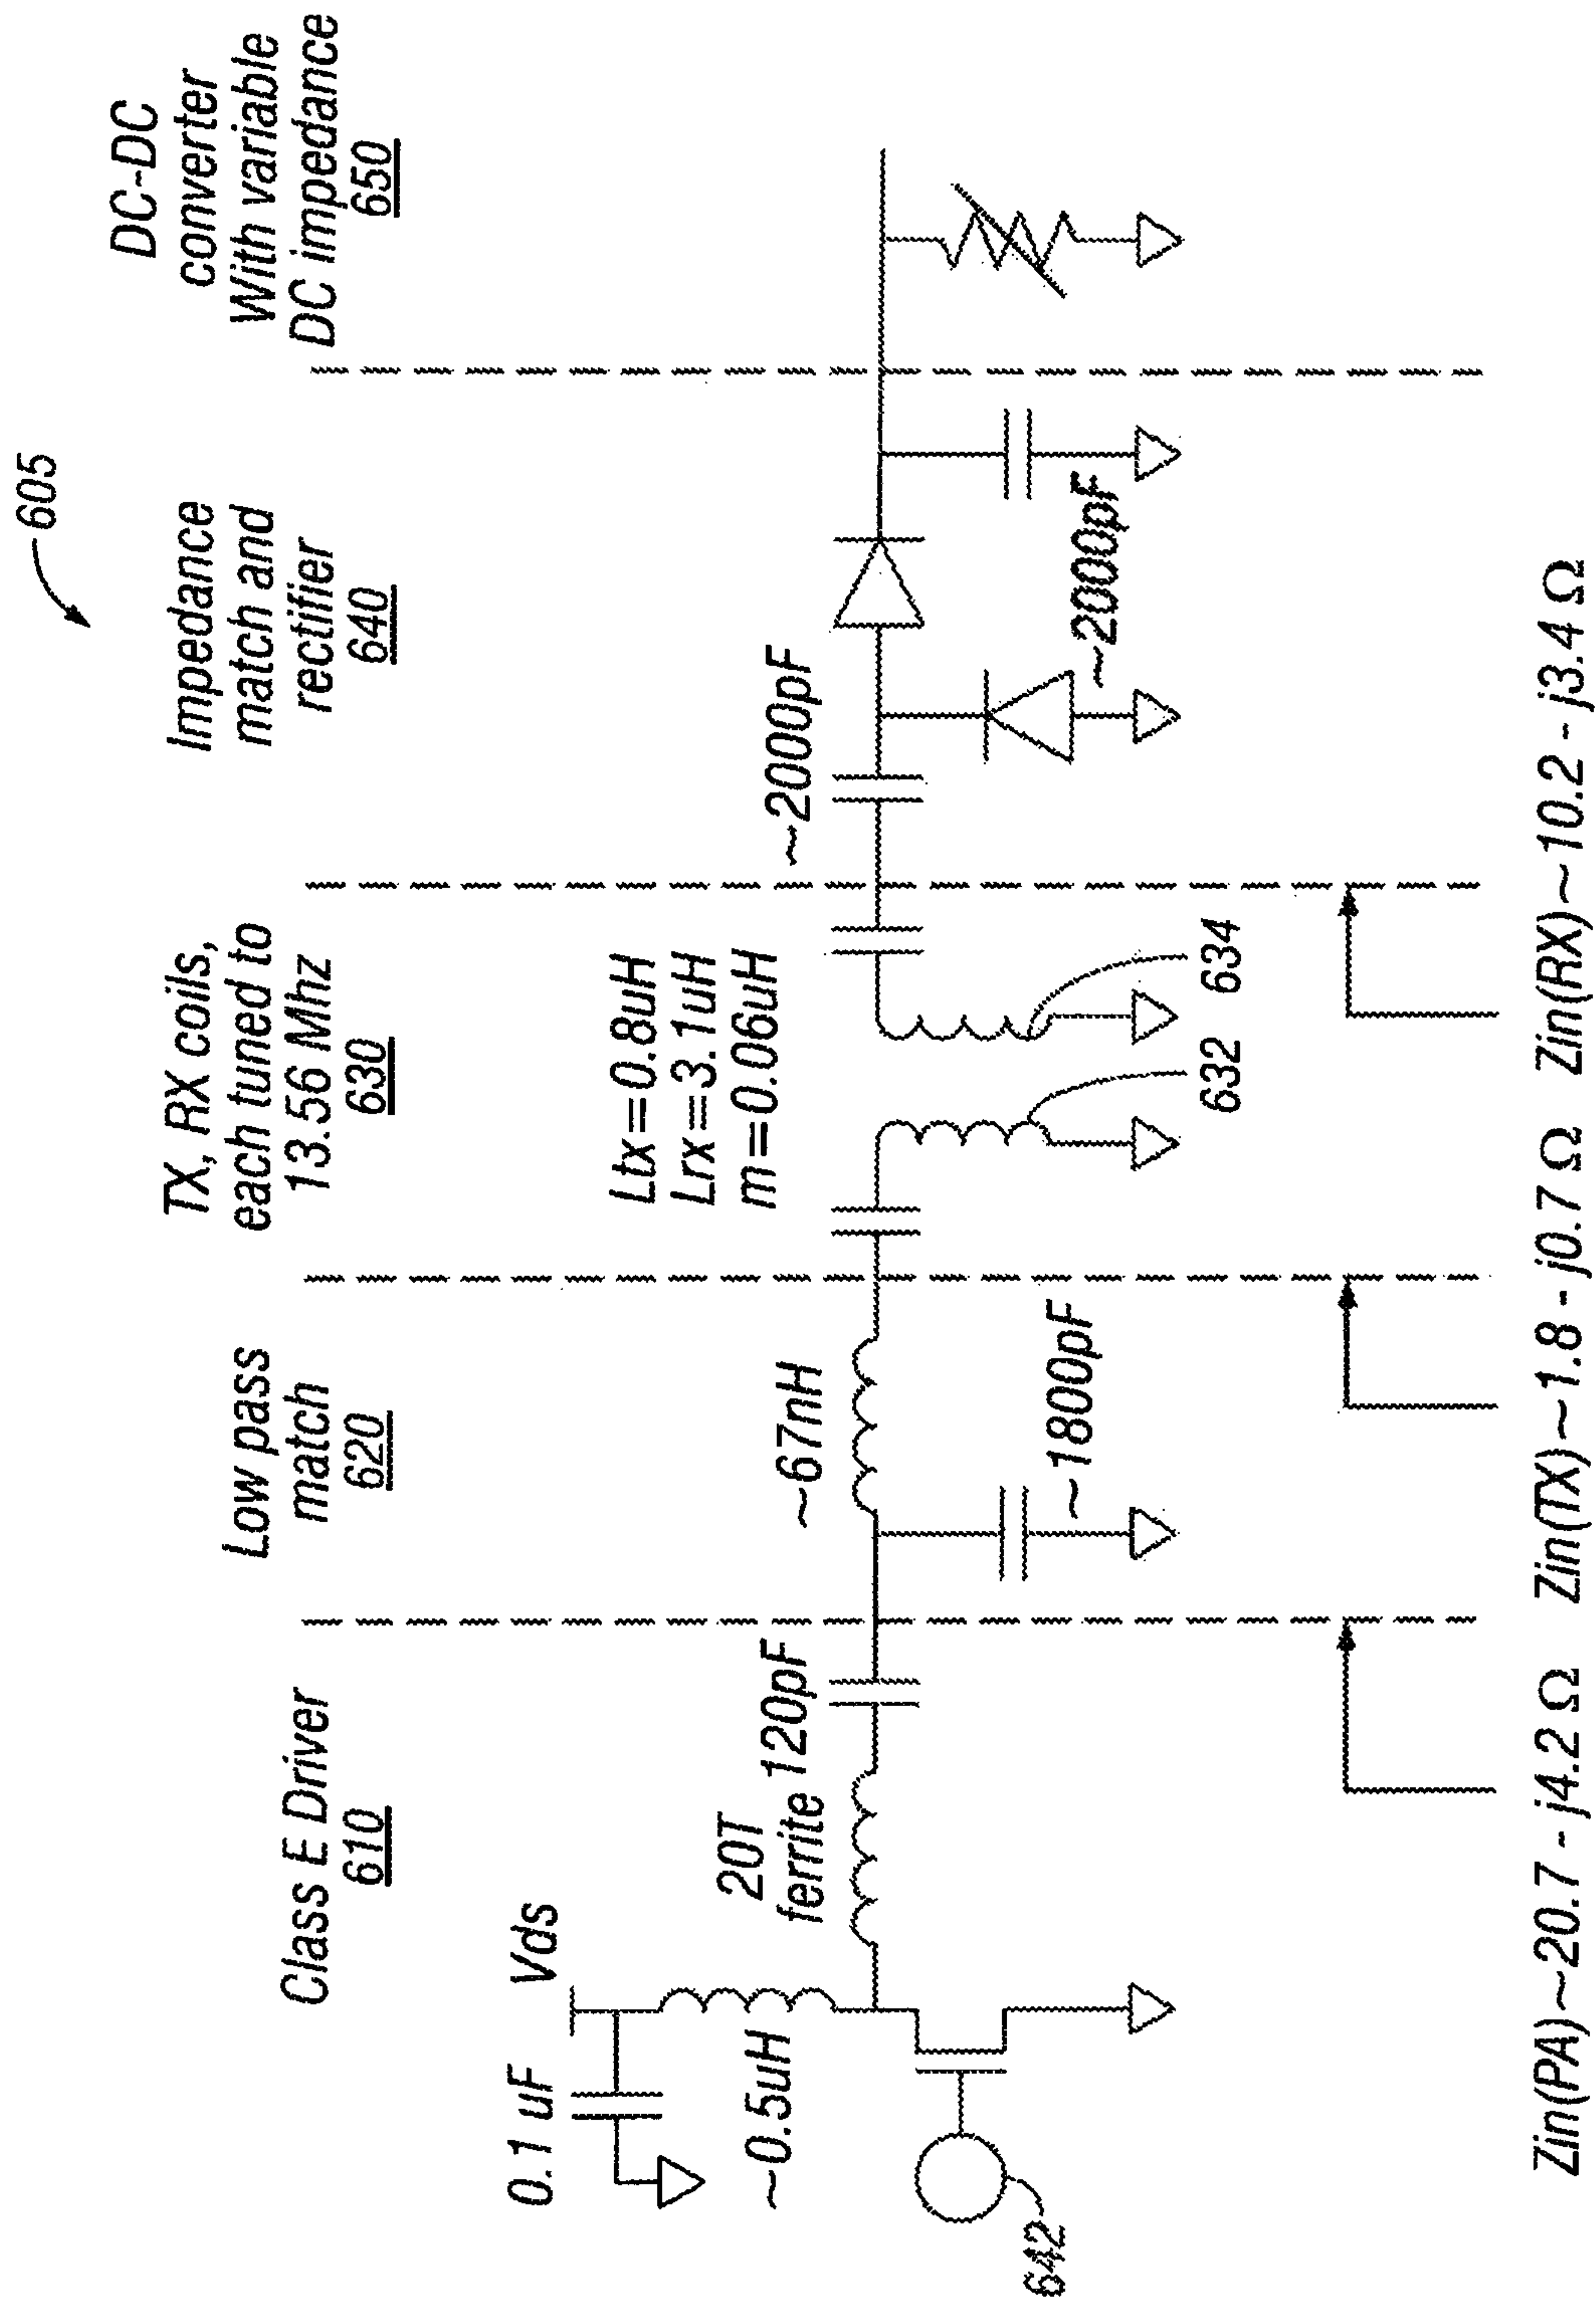 605
Class E Driver
610
Low pass
match
620
TX, RX coils,
each tuned to
13.56 Mhz
630
Impedance
match and
rectifier
640
DC-DC
converter
With variable
DC impedance
650
0.1 uF
Vds
~0.5uH
20T
ferrite
120pF
~67nH
~1800pF
Ltx=0.8uH
Lrx=3.1uH
m=0.06uH
~2000pF
~2000pF
632
634
642
Zin(PA)~20.7 - j4.2 Ω
Zin(TX)~1.8 - j0.7 Ω
Zin(RX)~10.2 - j3.4 Ω